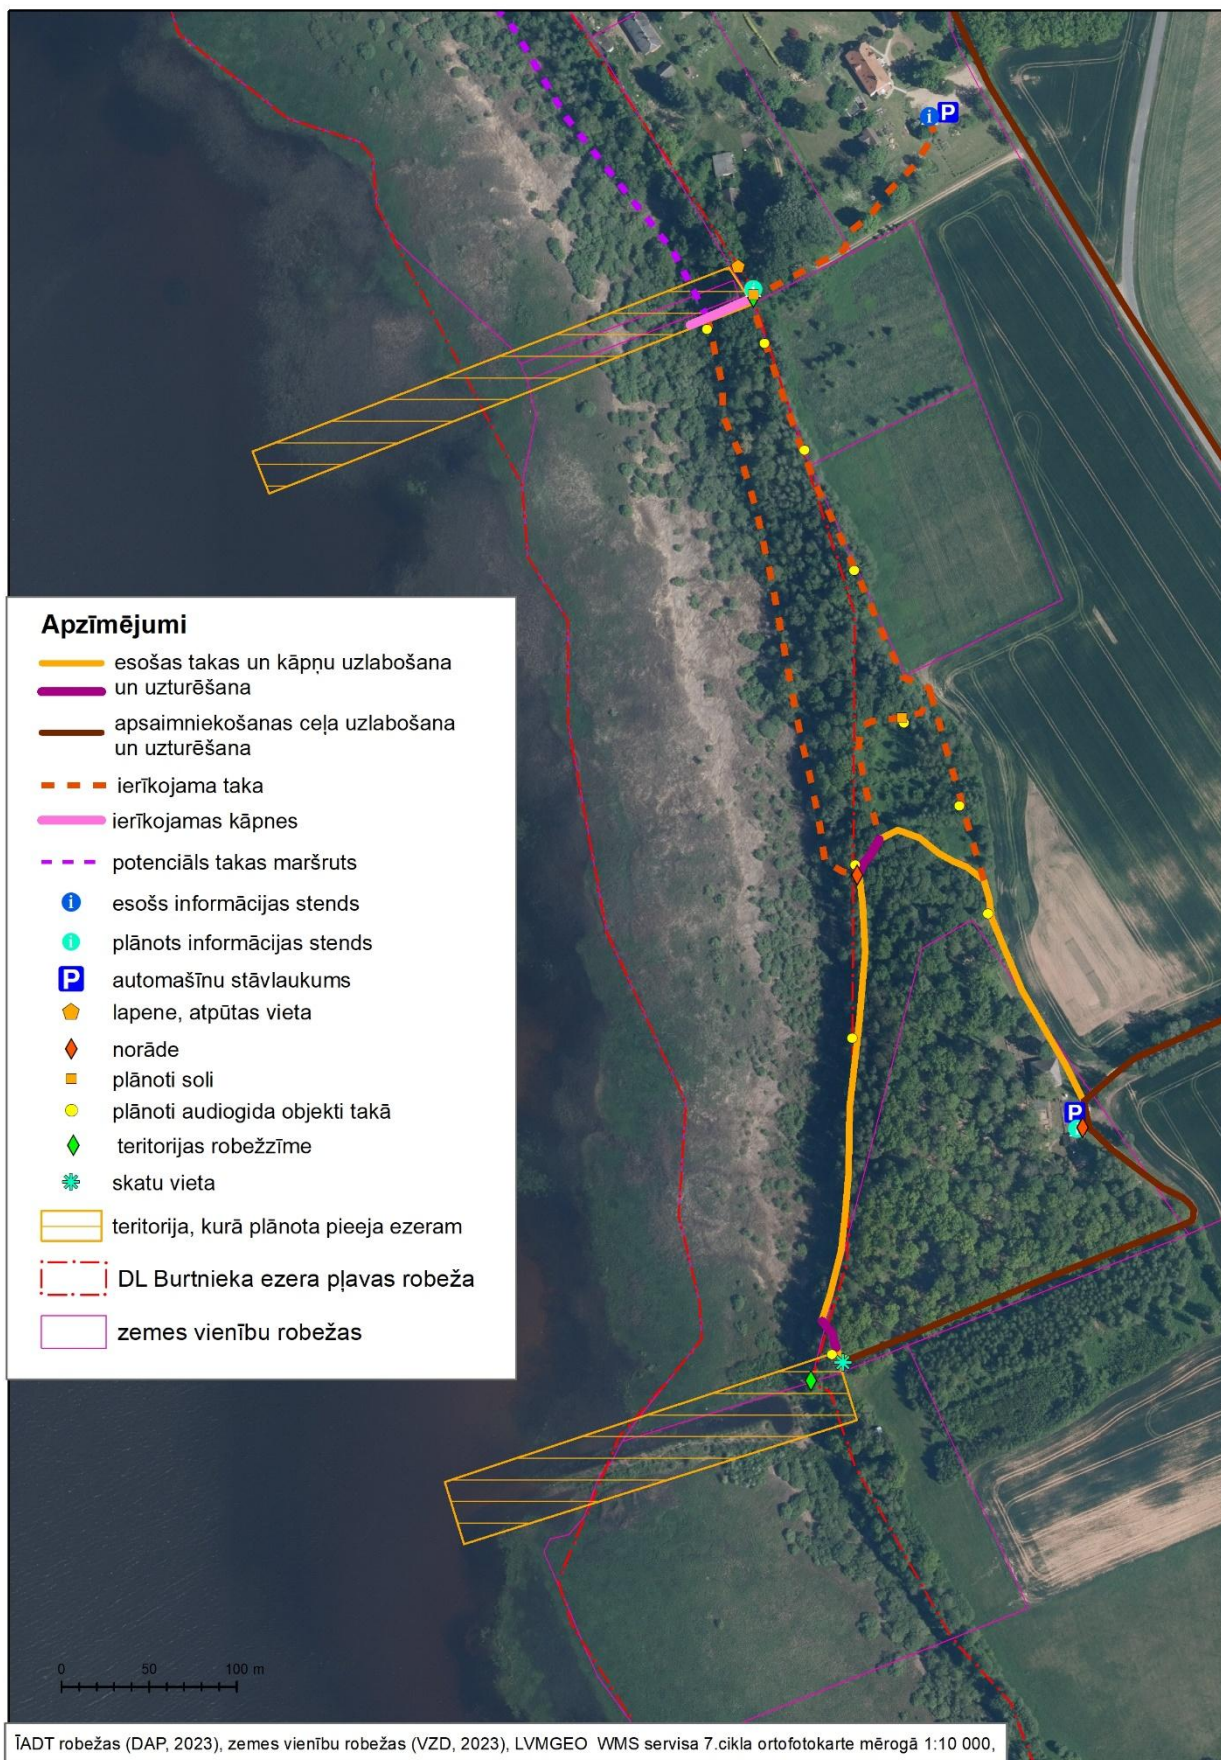 i P
i
Apzīmējumi
esošas takas un kāpņu uzlabošana
un uzturēšana
apsaimniekošanas ceļa uzlabošana
un uzturēšana
ierīkojama taka
ierīkojamas kāpnes
potenciāls takas maršruts
i esošs informācijas stends
i plānots informācijas stends
P automašīnu stāvlaukums
lapene, atpūtas vieta
norāde
plānoti soli
plānoti audiogida objekti takā
teritorijas robežzīme
skatu vieta
teritorija, kurā plānota pieeja ezeram
DL Burtnieka ezera pļavas robeža
zemes vienību robežas
P
0 50 100 m
ĪADT robežas (DAP, 2023), zemes vienību robežas (VZD, 2023), LVMGEO WMS servisa 7.cikla ortofotokarte mērogā 1:10 000,